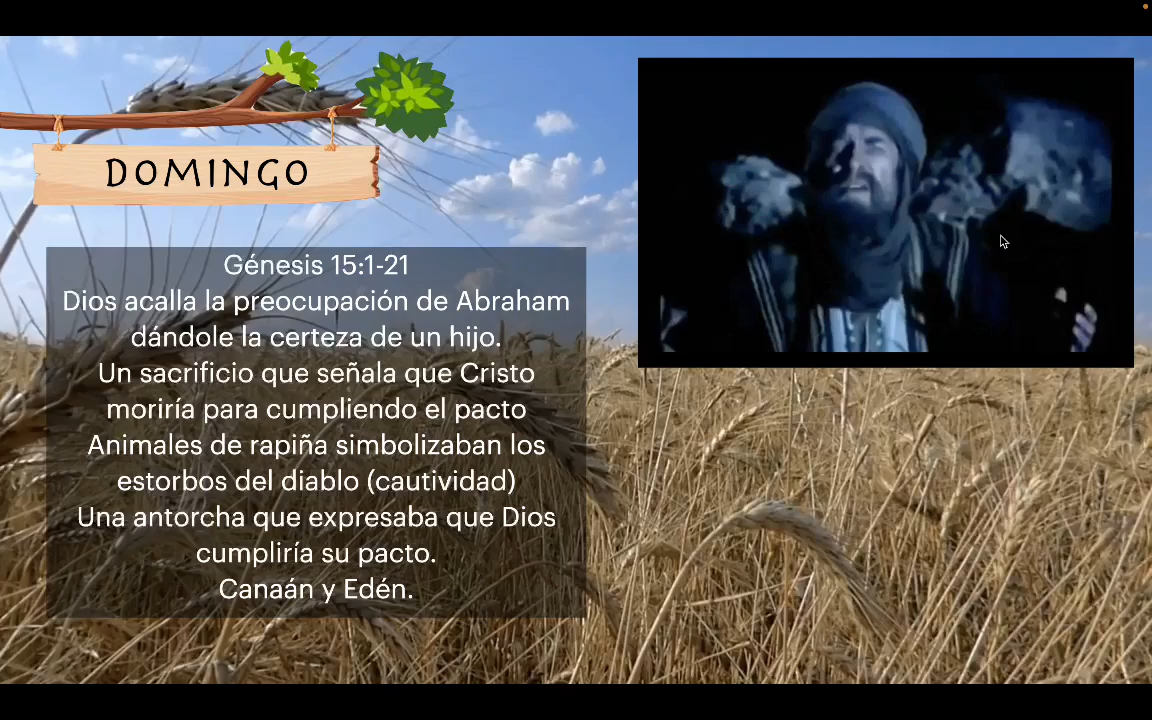 DOMINGO
Génesis 15:1-21
Dios acalla la preocupación de Abraham
dándole la certeza de un hijo.
Un sacrificio que señala que Cristo
moriría para cumpliendo el pacto
Animales de rapiña simbolizaban los
estorbos del diablo (cautividad)
Una antorcha que expresaba que Dios
cumpliría su pacto.
Canaán y Edén.